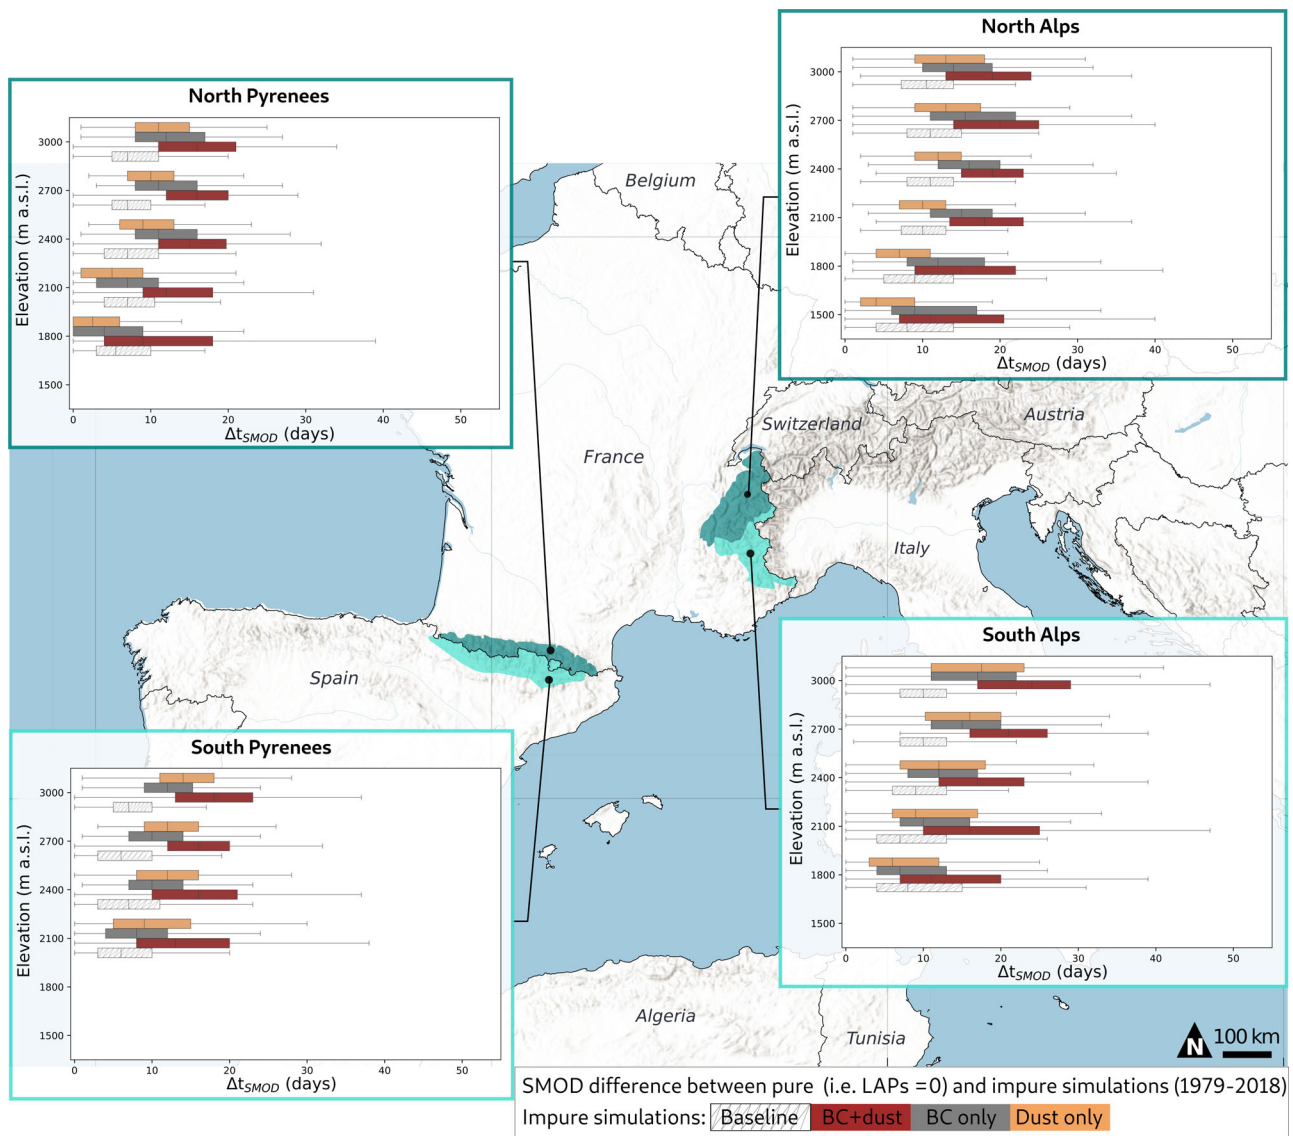 North Alps
Elevation (m a.s.l.)
3000
2700
2400
2100
1800
1500
0 10 20 30 40 50
Δt_SMOD (days)
North Pyrenees
Elevation (m a.s.l.)
3000
2700
2400
2100
1800
1500
0 10 20 30 40 50
Δt_SMOD (days)
Belgium
Switzerland
Austria
France
Italy
Spain
Algeria
Tunisia
South Pyrenees
Elevation (m a.s.l.)
3000
2700
2400
2100
1800
1500
0 10 20 30 40 50
Δt_SMOD (days)
South Alps
Elevation (m a.s.l.)
3000
2700
2400
2100
1800
1500
0 10 20 30 40 50
Δt_SMOD (days)
N 100 km
SMOD difference between pure (i.e. LAPs =0) and impure simulations (1979-2018)
Impure simulations: Baseline BC+dust BC only Dust only